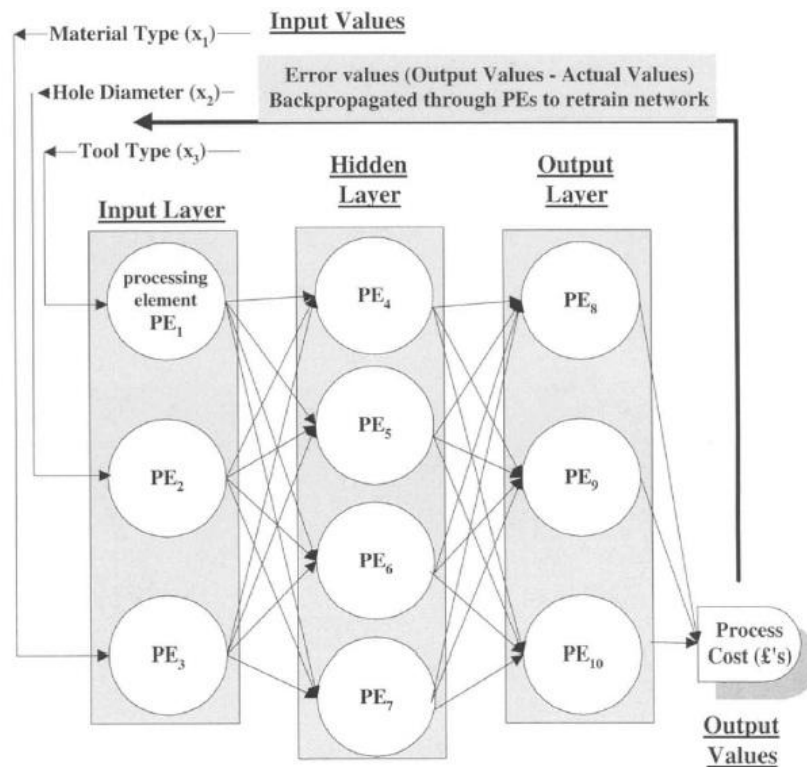 Input Values
Material Type (x₁)
Hole Diameter (x₂)
Tool Type (x₃)
Error values (Output Values - Actual Values)
Backpropagated through PEs to retrain network
Input Layer
Hidden
Layer
Output
Layer
processing
element
PE₁
PE₂
PE₃
PE₄
PE₅
PE₆
PE₇
PE₈
PE₉
PE₁₀
Process
Cost (£'s)
Output
Values